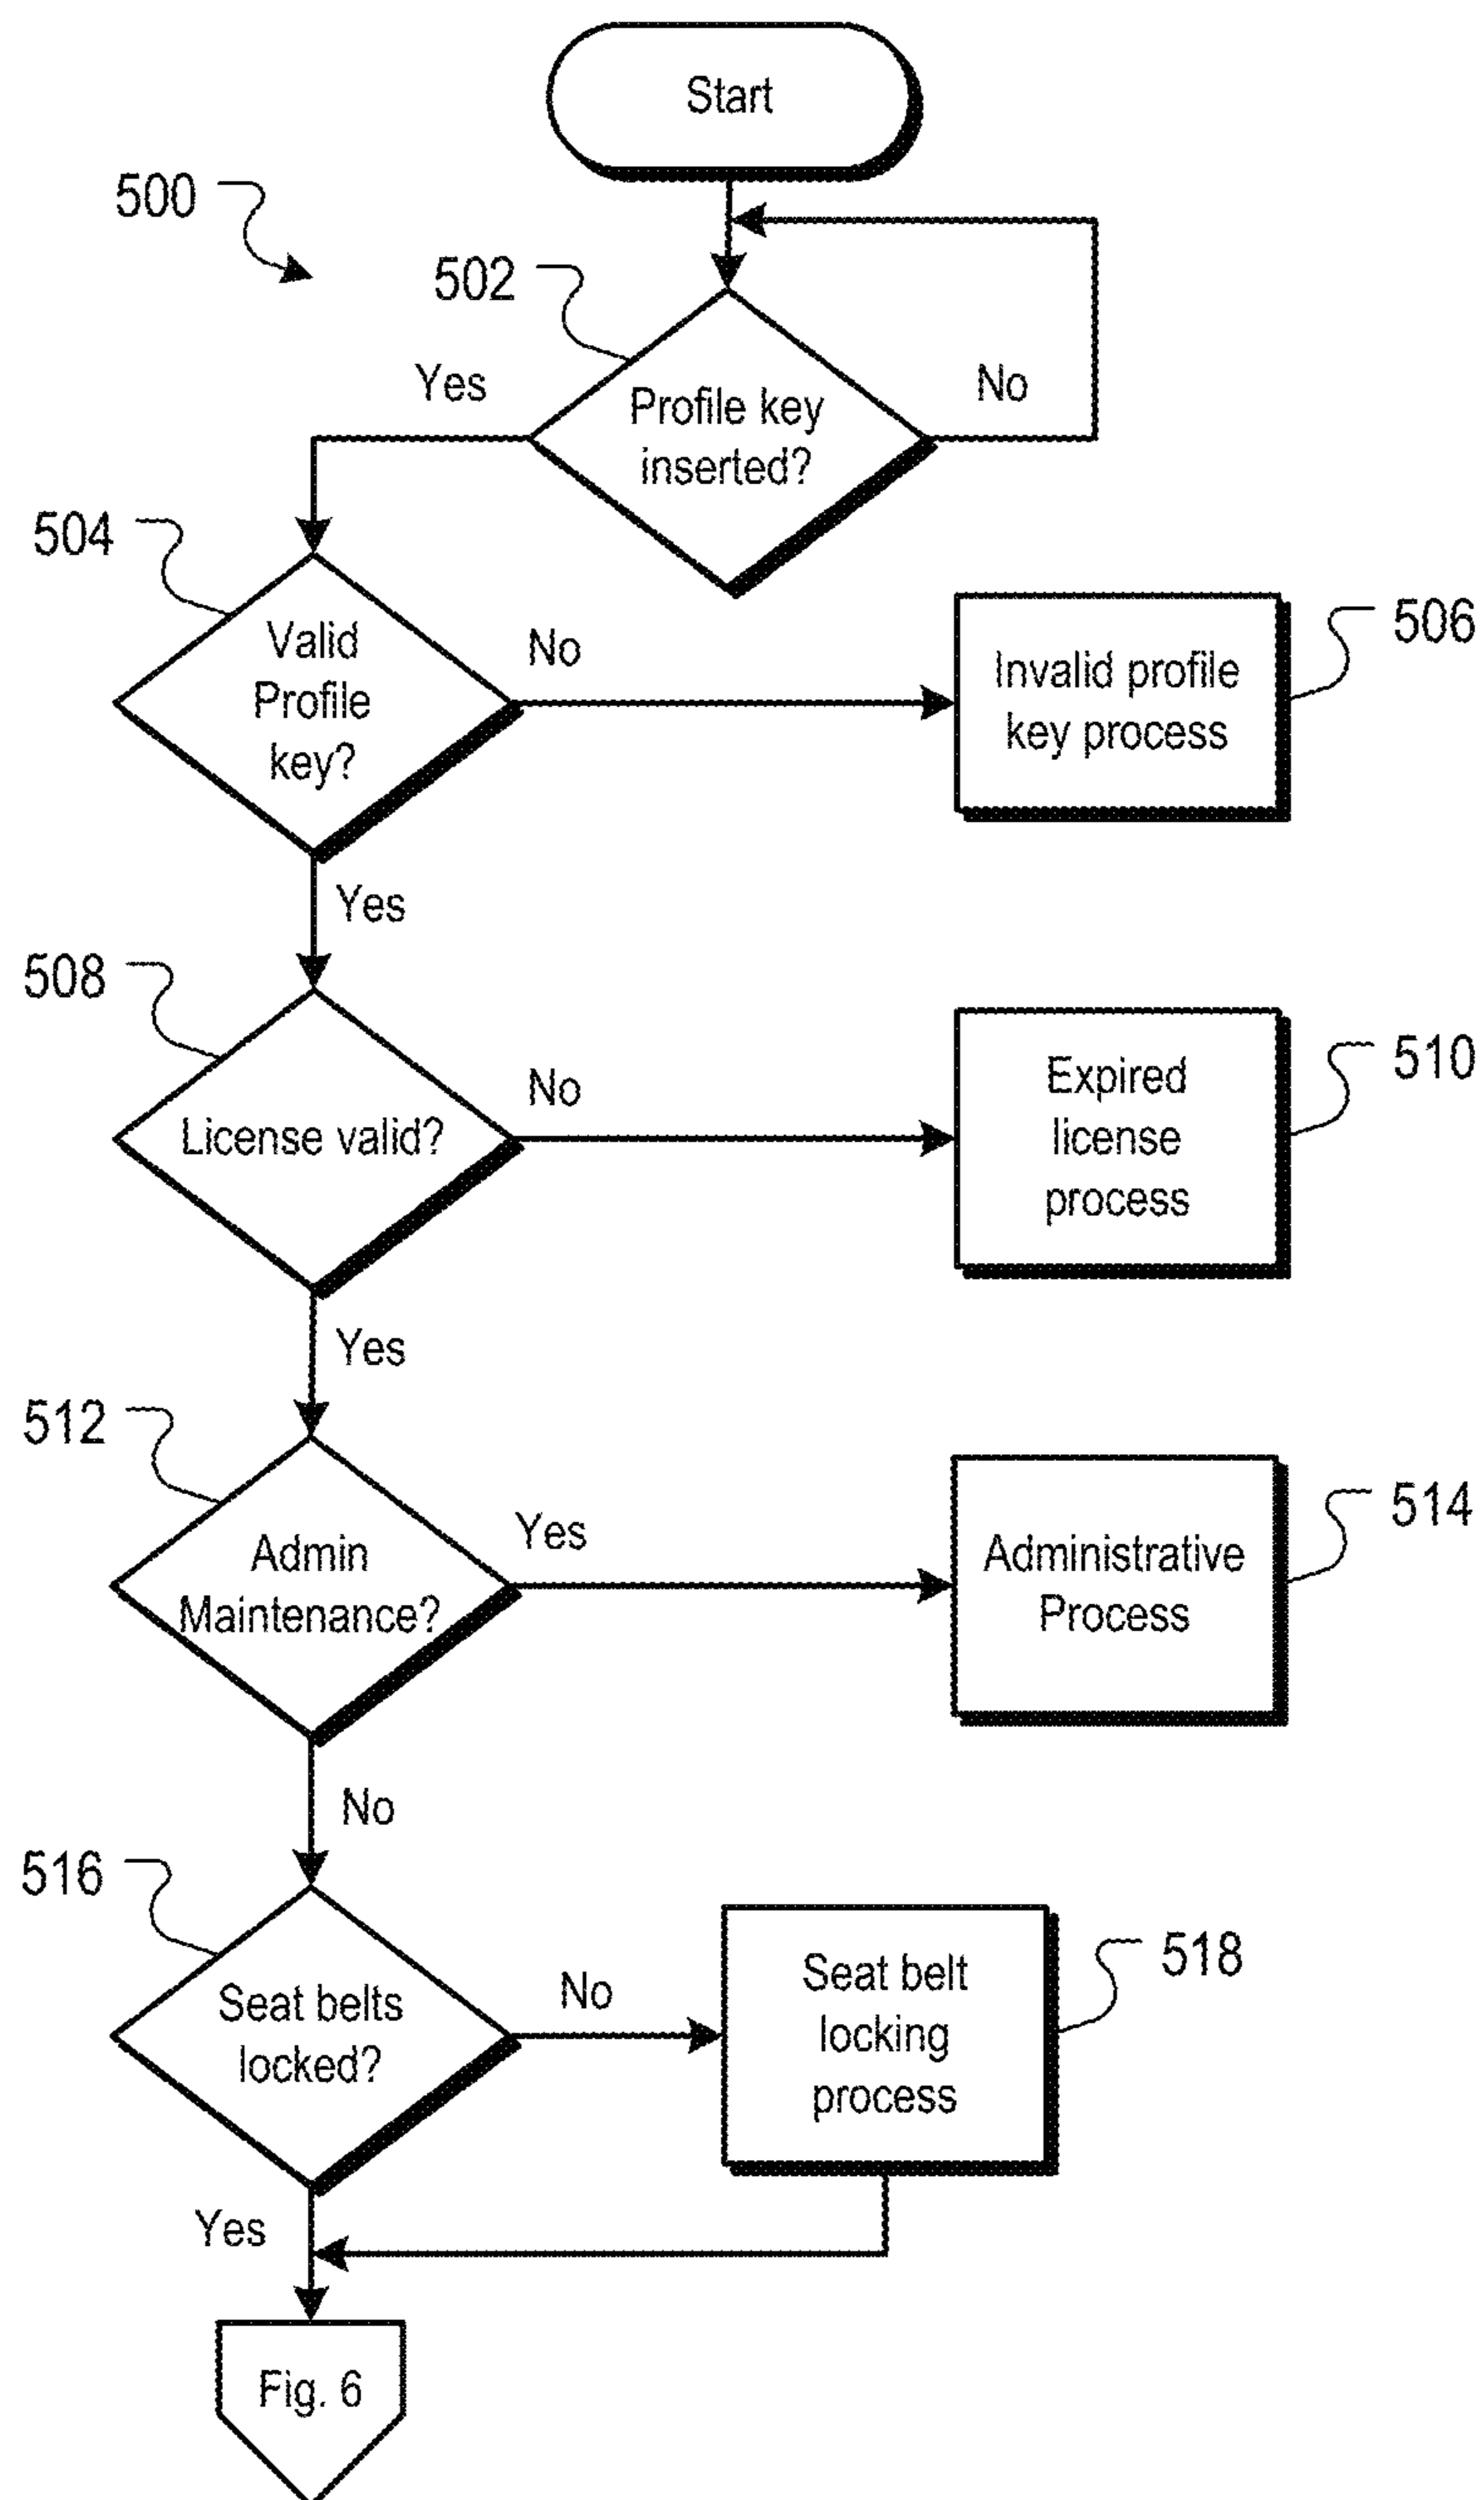 Start
500
502
Yes
No
Profile key
inserted?
504
Valid
Profile
key?
No
Invalid profile
key process
506
Yes
508
License valid?
No
Expired
license
process
510
Yes
512
Admin
Maintenance?
Yes
Administrative
Process
514
No
516
Seat belts
locked?
No
Seat belt
locking
process
518
Yes
Fig. 6